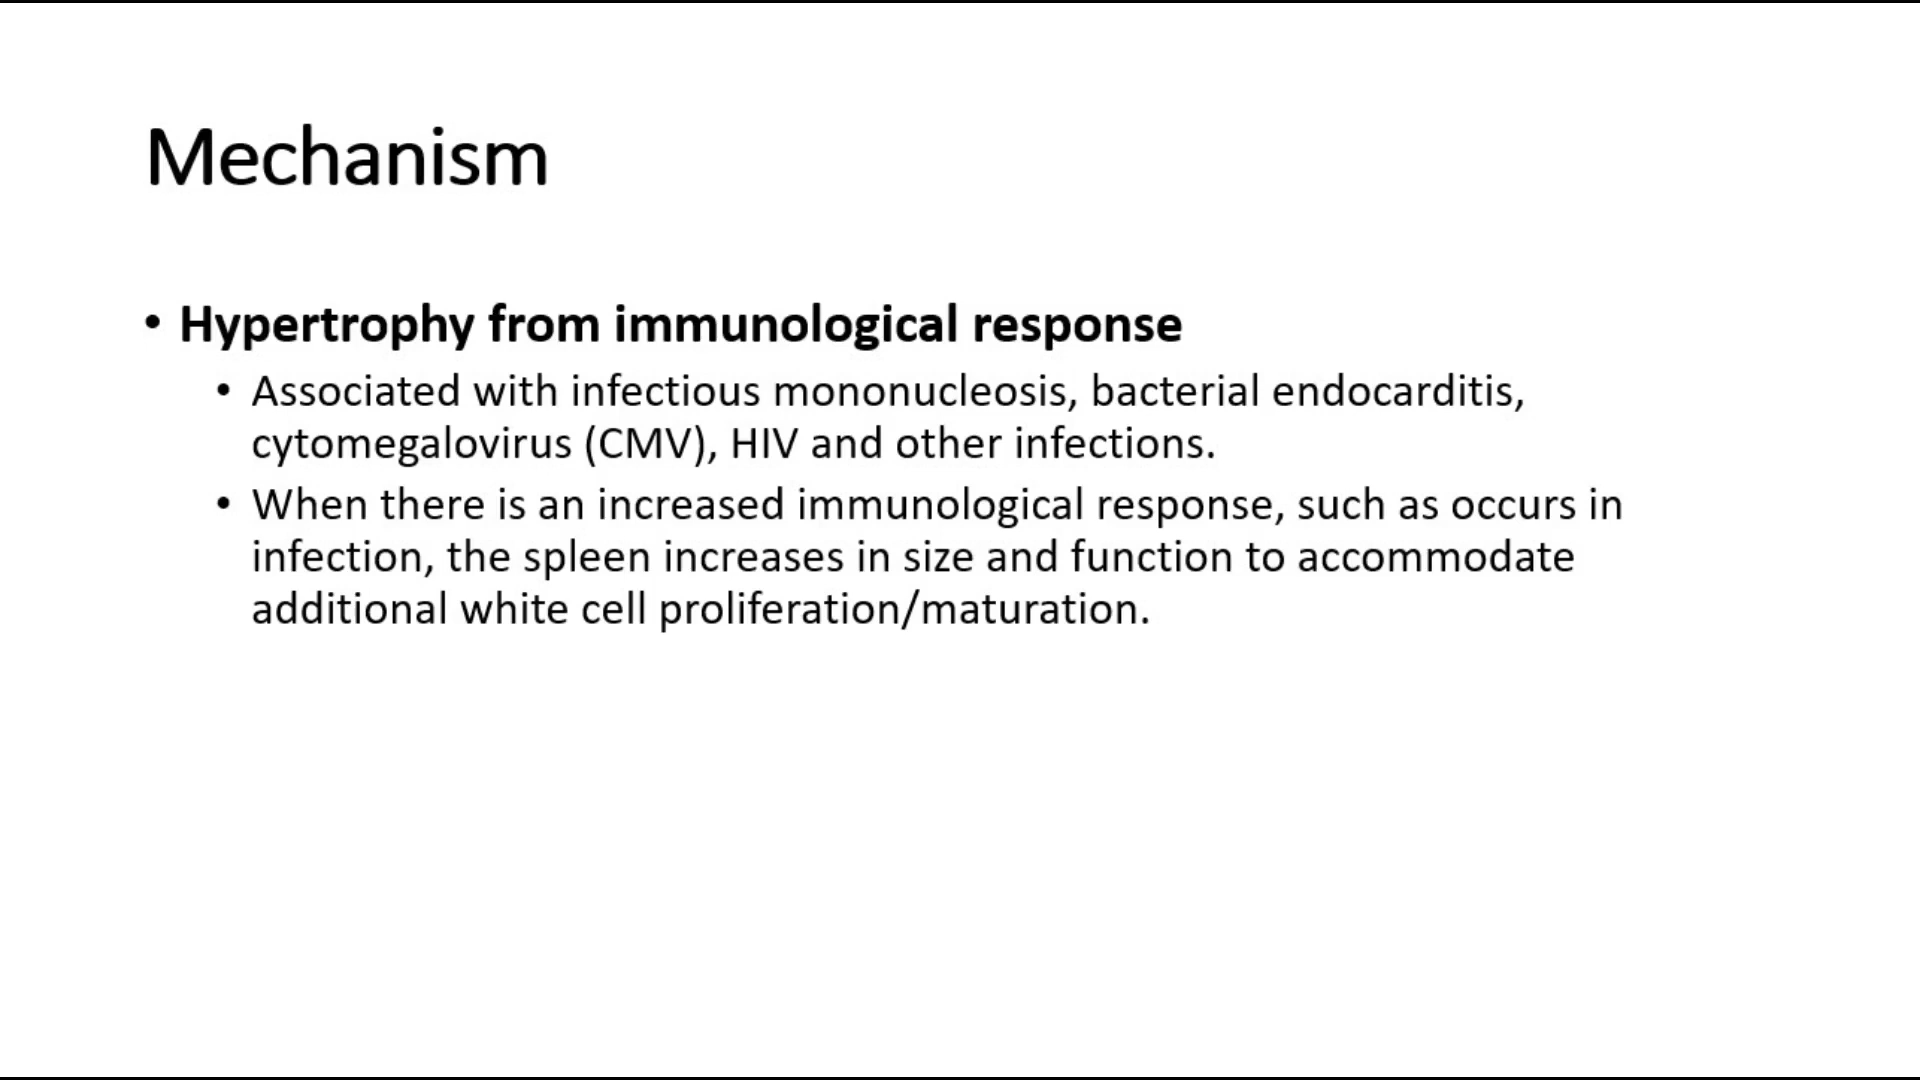 Mechanism
• Hypertrophy from immunological response
• Associated with infectious mononucleosis, bacterial endocarditis,
cytomegalovirus (CMV), HIV and other infections.
• When there is an increased immunological response, such as occurs in
infection, the spleen increases in size and function to accommodate
additional white cell proliferation/maturation.